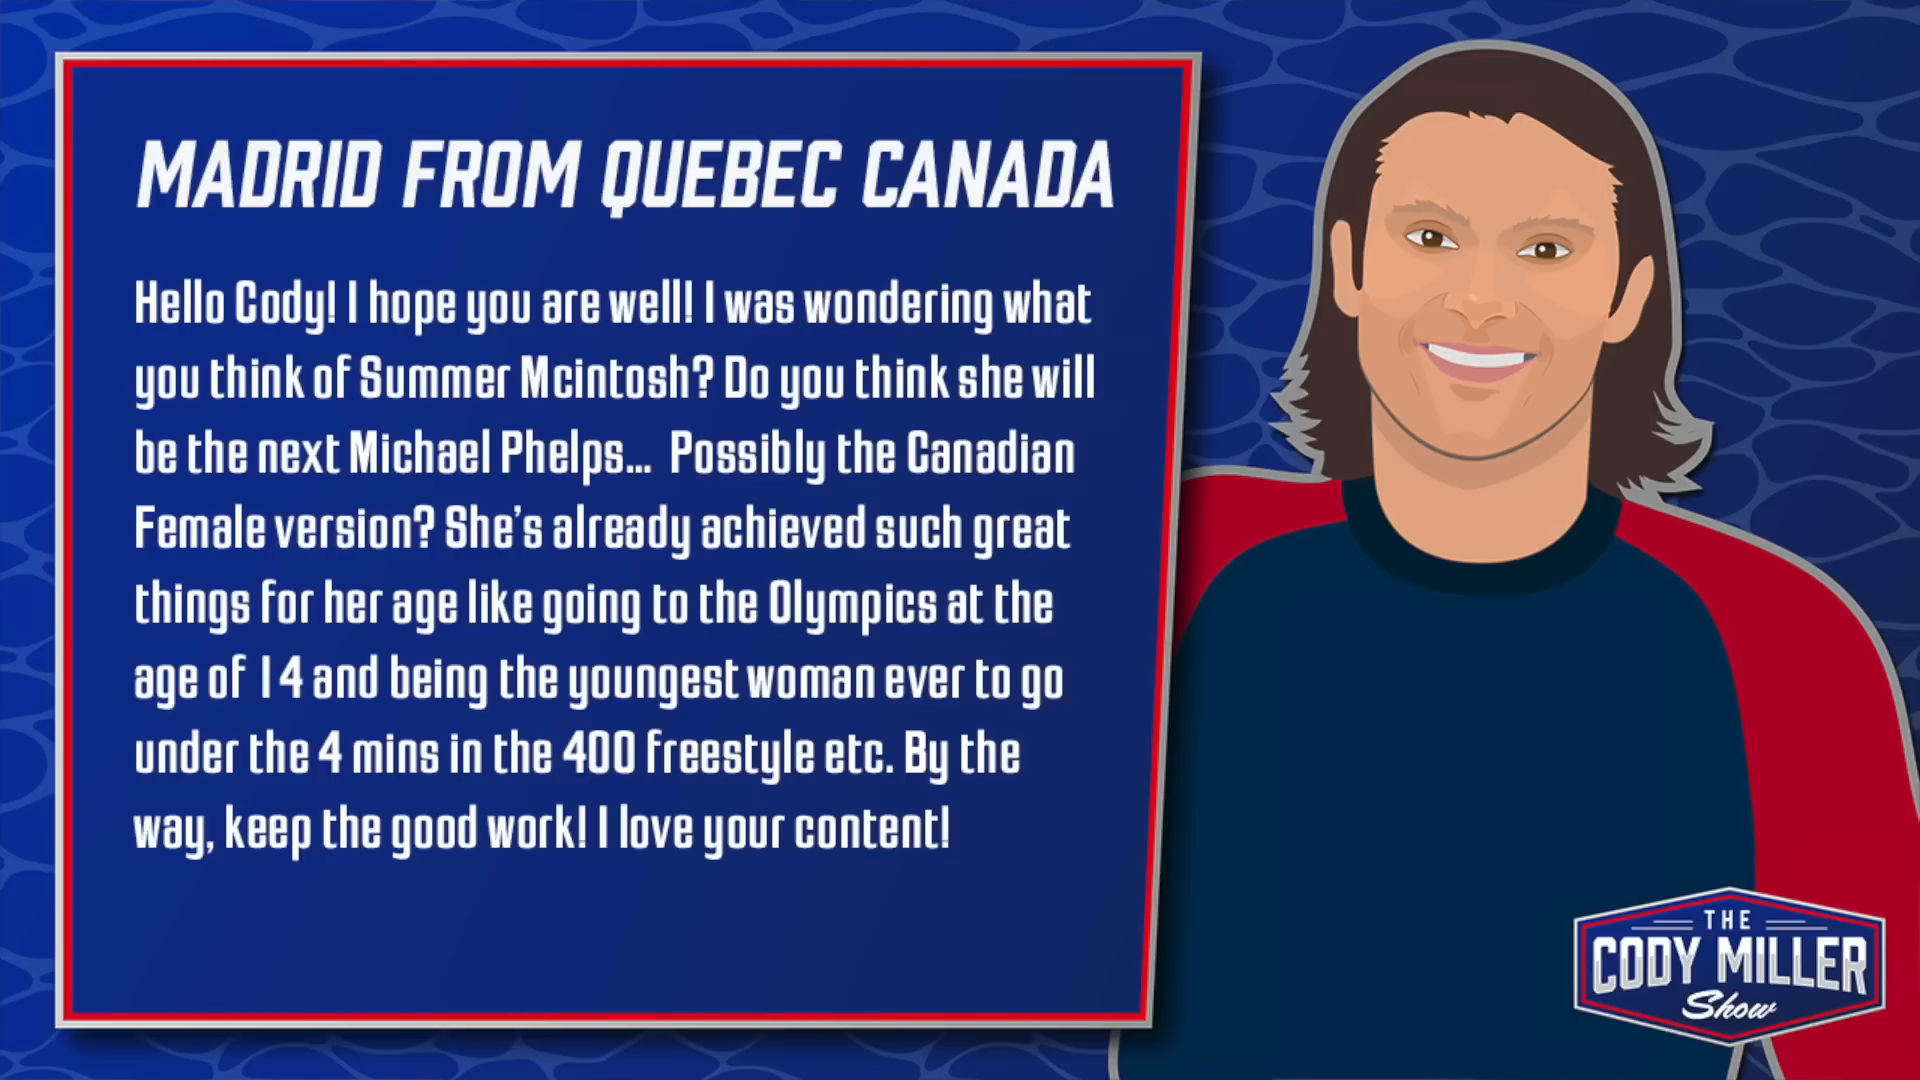 MADRID FROM QUEBEC CANADA
Hello Cody! I hope you are well! I was wondering what
you think of Summer Mcintosh? Do you think she will
be the next Michael Phelps... Possibly the Canadian
Female version? She's already achieved such great
things for her age like going to the Olympics at the
age of 14 and being the youngest woman ever to go
under the 4 mins in the 400 freestyle etc. By the
way, keep the good work! I love your content!
THE
CODY MILLER
Show